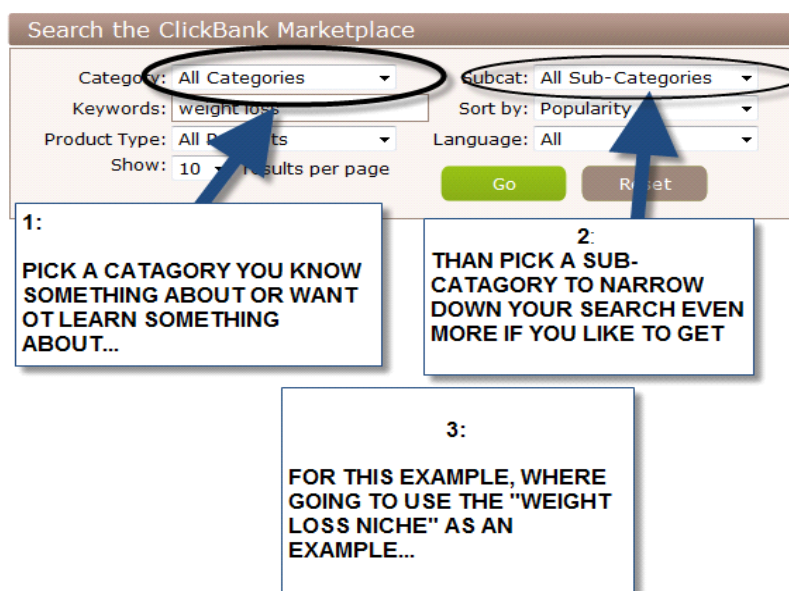 Search the ClickBank Marketplace
Category: All Categories Subcat: All Sub-Categories
Keywords: weight loss Sort by: Popularity
Product Type: All Language: All
Show: 10 results per page
Go Reset
1:
PICK A CATAGORY YOU KNOW
SOMETHING ABOUT OR WANT
OT LEARN SOMETHING
ABOUT...
2:
THAN PICK A SUB-
CATAGORY TO NARROW
DOWN YOUR SEARCH EVEN
MORE IF YOU LIKE TO GET
3:
FOR THIS EXAMPLE, WHERE
GOING TO USE THE "WEIGHT
LOSS NICHE" AS AN
EXAMPLE...